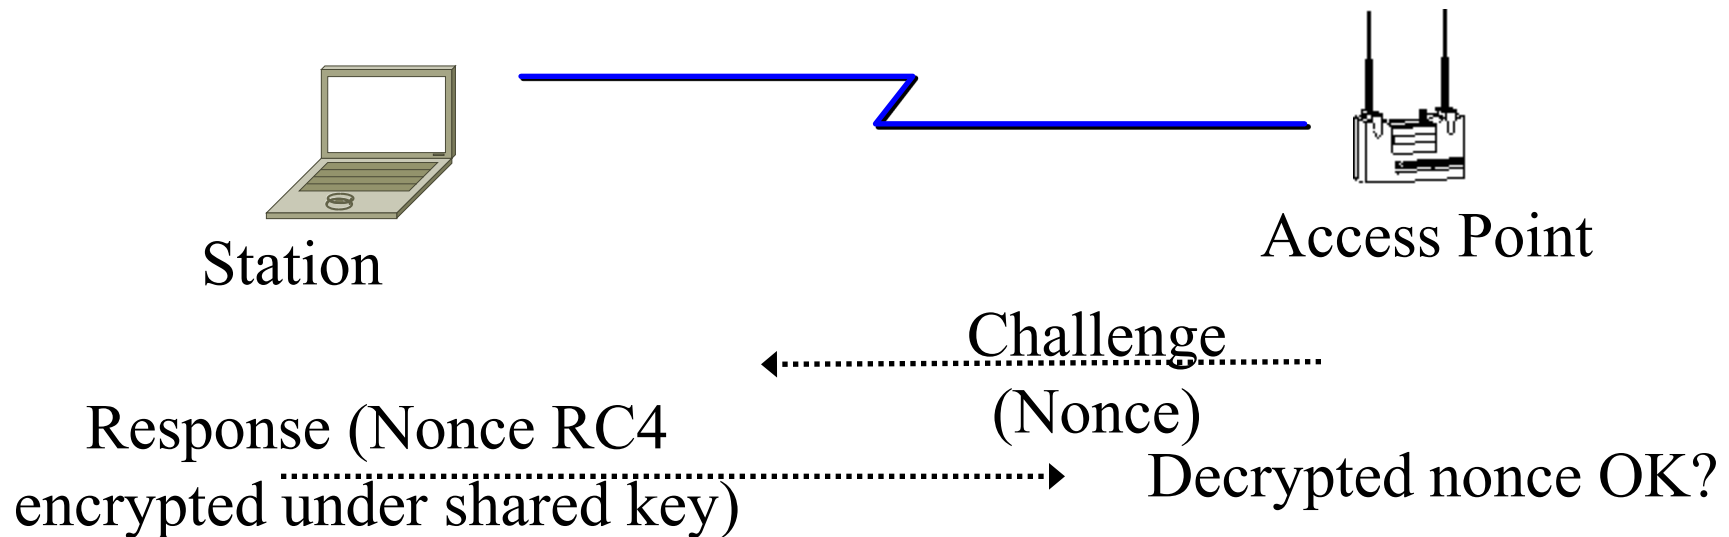 Station
Access Point
Challenge
(Nonce)
Response (Nonce RC4
encrypted under shared key)
Decrypted nonce OK?